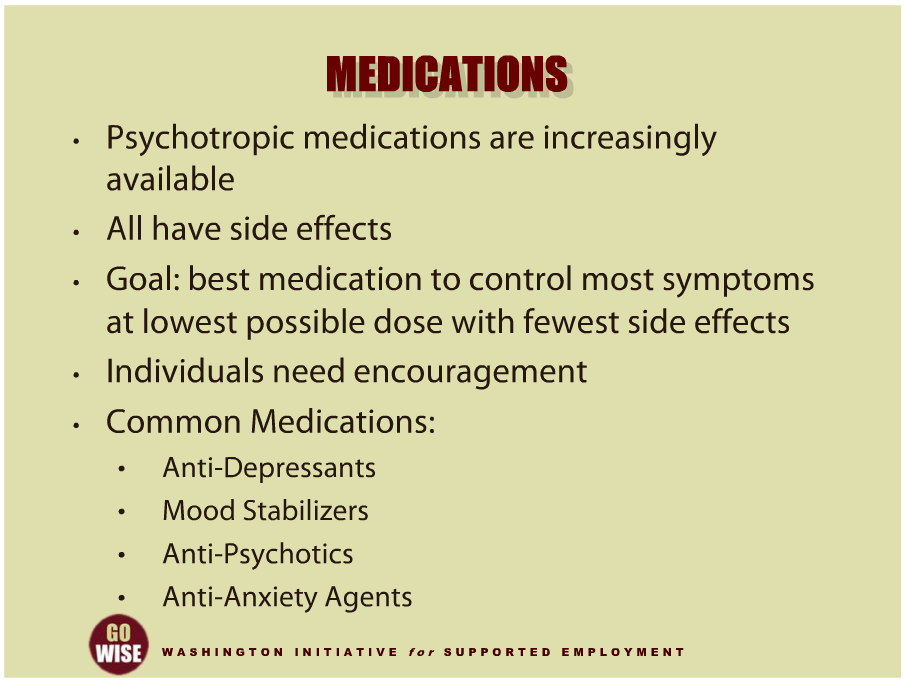 MEDICATIONS
• Psychotropic medications are increasingly
available
• All have side effects
• Goal: best medication to control most symptoms
at lowest possible dose with fewest side effects
• Individuals need encouragement
• Common Medications:
• Anti-Depressants
• Mood Stabilizers
• Anti-Psychotics
• Anti-Anxiety Agents
GO
WISE
WASHINGTON INITIATIVE for SUPPORTED EMPLOYMENT